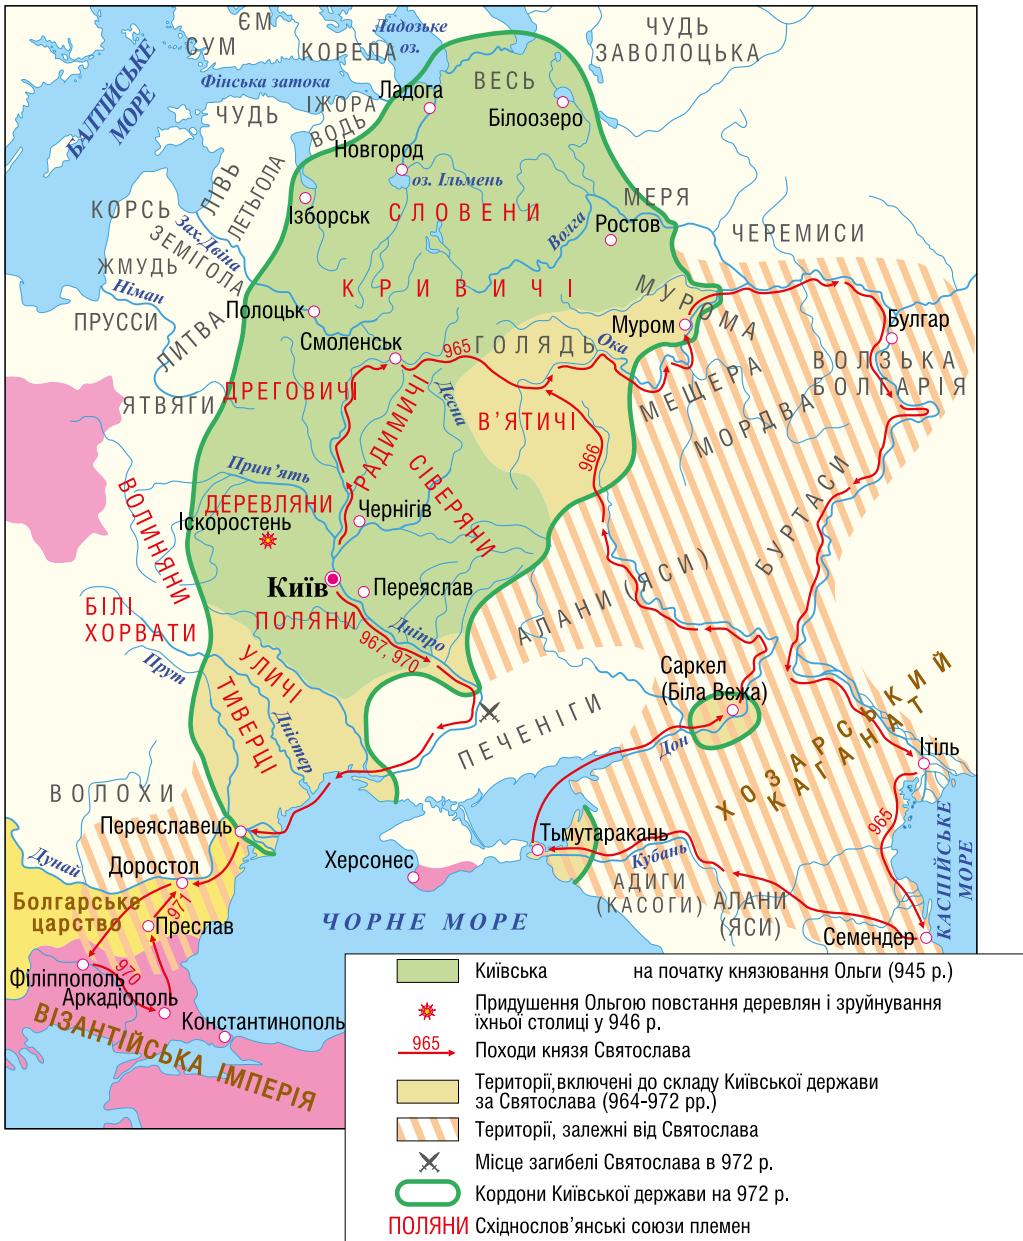 ЄМ
СУМ
КОРЕЛА
Ладозьке
оз.
ЧУДЬ
ЗАВОЛОЦЬКА
БАЛТІЙСЬКЕ
МОРЕ
Фінська затока
ВЕСЬ
Ладога
ІЖОРА
ЧУДЬ
ВОДЬ
Білоозеро
Новгород
оз. Ільмень
ЛІВЬ
ЛЕТЬГОЛА
КОРСЬ
Ізборськ
СЛОВЕНИ
МЕРЯ
Волга
Ростов
ЧЕРЕМИСИ
Зах.Двіна
ЗЕМІГОЛА
ЖМУДЬ
Німан
ПРУССИ
ЛИТВА
КРИВИЧІ
МУРОМА
Полоцьк
Муром
Булгар
Смоленськ
965
ГОЛЯДЬ
Ока
ВОЛЗЬКА
БОЛГАРІЯ
МЕЩЕРА
МОРДВА
ЯТВЯГИ
ДРЕГОВИЧІ
РАДИМИЧІ
Десна
В’ЯТИЧІ
966
Прип’ять
СІВЕРЯНИ
БУРТАСИ
ВОЛИНЯНИ
ДЕРЕВЛЯНИ
Іскоростень
Чернігів
Київ
Переяслав
АЛАНИ (ЯСИ)
БІЛІ
ХОРВАТИ
ПОЛЯНИ
Дніпро
967, 970
Прут
УЛИЧІ
ТИВЕРЦІ
Дністер
Саркел
(Біла Вежа)
ПЕЧЕНІГИ
Дон
ХОЗАРСЬКИЙ
КАГАНАТ
Ітіль
965
ВОЛОХИ
Переяславець
Дунай
Доростол
Тьмутаракань
Кубань
Херсонес
АДИГИ
(КАСОГИ)
АЛАНИ
(ЯСИ)
КАСПІЙСЬКЕ
МОРЕ
Болгарське
царство
971
Преслав
ЧОРНЕ МОРЕ
Семендер
Філіппополь
970
Аркадіополь
Константинополь
ВІЗАНТІЙСЬКА ІМПЕРІЯ
Київська на початку князювання Ольги (945 р.)
Придушення Ольгою повстання деревлян і зруйнування
їхньої столиці у 946 р.
965 Походи князя Святослава
Території,включені до складу Київської держави
за Святослава (964-972 рр.)
Території, залежні від Святослава
Місце загибелі Святослава в 972 р.
Кордони Київської держави на 972 р.
ПОЛЯНИ Східнослов’янські союзи племен